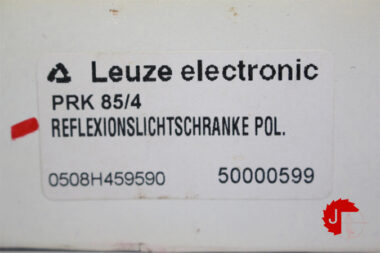 Leuze electronic
PRK 85/4
REFLEXIONSLICHTSCHRANKE POL.
0508H459590 50000599